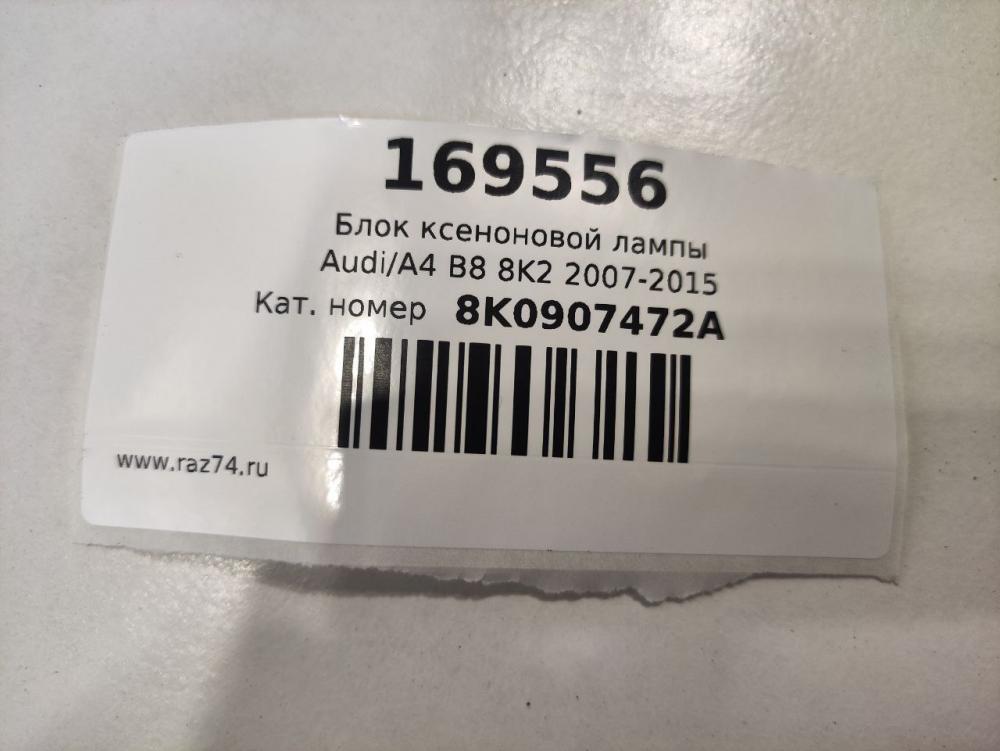 169556
Блок ксеноновой лампы
Audi/A4 B8 8K2 2007-2015
Кат. номер 8K0907472A
www.raz74.ru